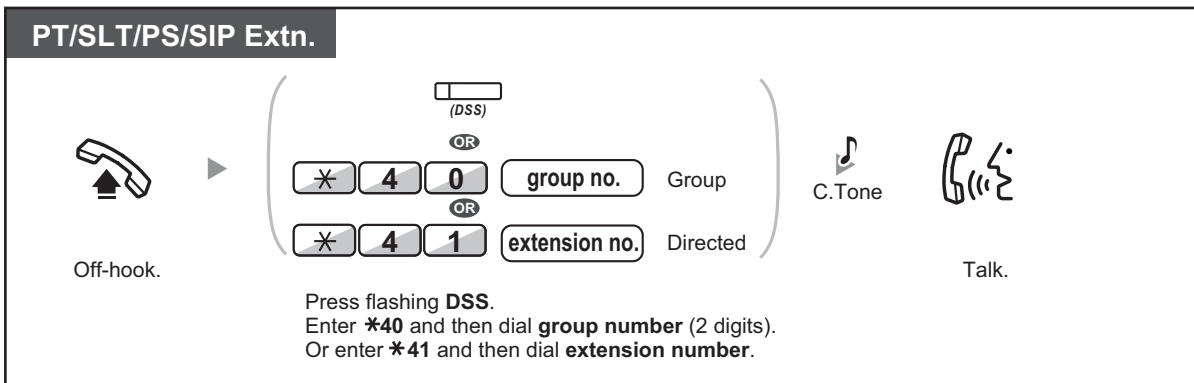 PT/SLT/PS/SIP Extn.
(DSS)
OR
* 4 0 group no. Group
OR
* 4 1 extension no. Directed
C.Tone
Off-hook.
Talk.
Press flashing DSS.
Enter *40 and then dial group number (2 digits).
Or enter *41 and then dial extension number.